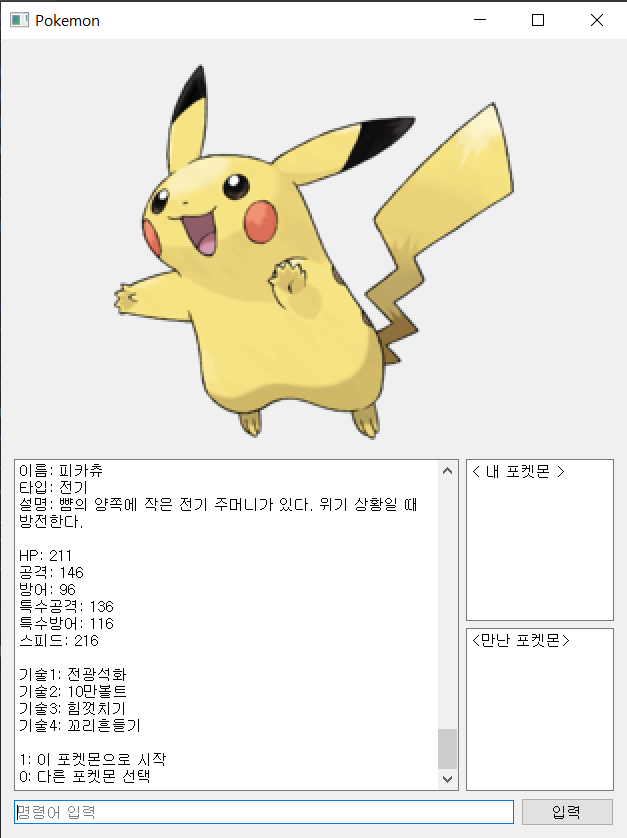 Pokemon
이름: 피카츄
타입: 전기
설명: 뺨의 양쪽에 작은 전기 주머니가 있다. 위기 상황일 때
방전한다.
HP: 211
공격: 146
방어: 96
특수공격: 136
특수방어: 116
스피드: 216
기술1: 전광석화
기술2: 10만볼트
기술3: 힘껏치기
기술4: 꼬리흔들기
1: 이 포켓몬으로 시작
0: 다른 포켓몬 선택
< 내 포켓몬 >
<만난 포켓몬>
명령어 입력
입력